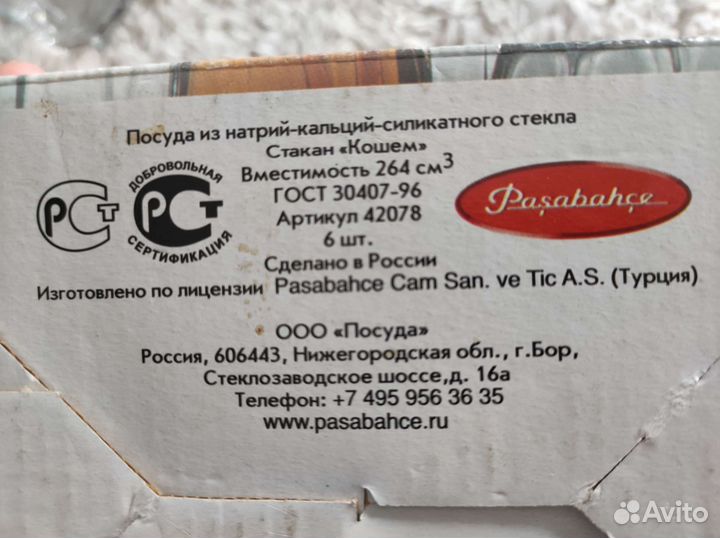 Посуда из натрий-кальций-силикатного стекла
Стакан «Кошем»
Вместимость 264 см3
ГОСТ 30407-96
Артикул 42078
6 шт.
Сделано в России
Изготовлено по лицензии Pasabahce Cam San. ve Tic A.S. (Турция)
РСТ
ДОБРОВОЛЬНАЯ
РСТ
СЕРТИФИКАЦИЯ
Paşabahçe
ООО «Посуда»
Россия, 606443, Нижегородская обл., г.Бор,
Стеклозаводское шоссе,д. 16а
Телефон: +7 495 956 36 35
www.pasabahce.ru
Avito